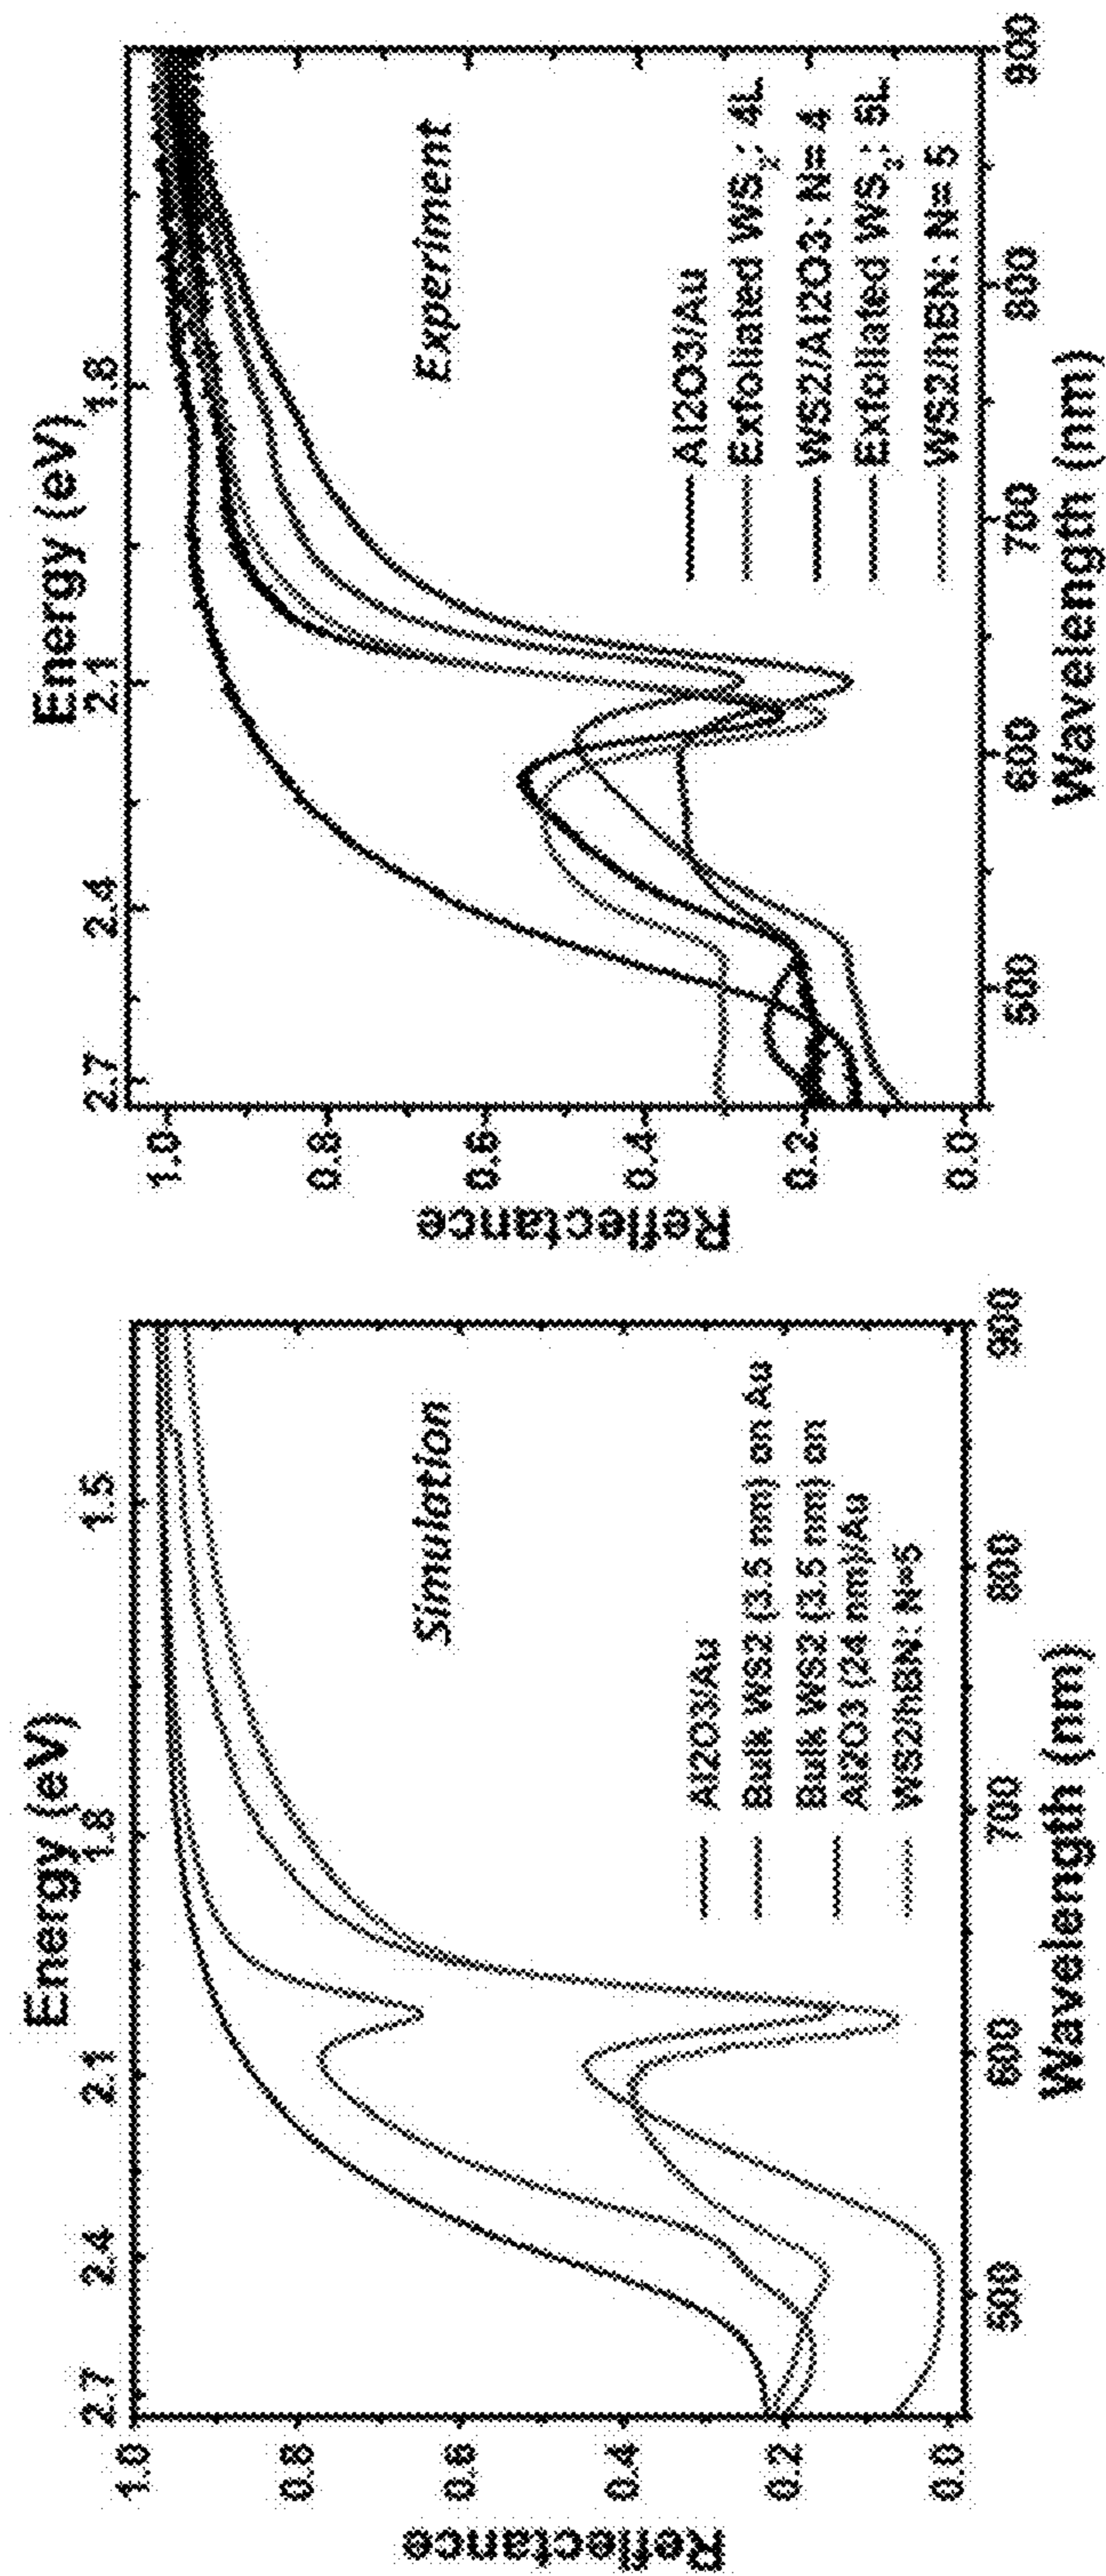 Energy (eV)
2.7 2.4 2.1 1.8 1.5
Reflectance
1.0
0.8
0.6
0.4
0.2
0.0
Simulation
Al2O3/Au
Bulk WS2 (3.5 nm) on Au
Bulk WS2 (3.5 nm) on
Al2O3 (24 nm)/Au
WS2/hBN: N=5
500 600 700 800 900
Wavelength (nm)
Energy (eV)
2.7 2.4 2.1 1.8
Reflectance
1.0
0.8
0.6
0.4
0.2
0.0
Experiment
Al2O3/Au
Exfoliated WS₂: 4L
WS2/Al2O3: N= 4
Exfoliated WS₂: 5L
WS2/hBN: N= 5
500 600 700 800 900
Wavelength (nm)